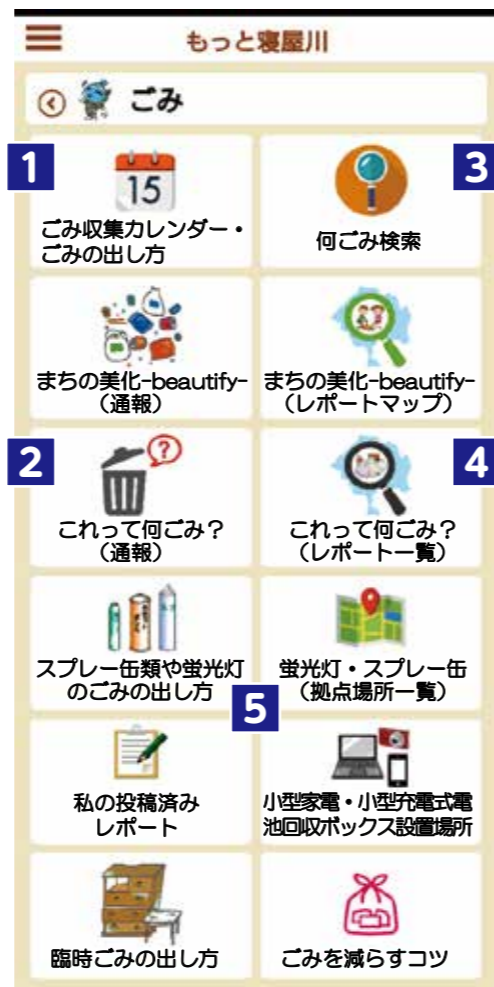 もっと寝屋川
ごみ
1
15
ごみ収集カレンダー・
ごみの出し方
3
何ごみ検索
まちの美化-beautify-
（通報）
まちの美化-beautify-
（レポートマップ）
2
?
これって何ごみ？
（通報）
4
これって何ごみ？
（レポート一覧）
スプレー缶類や蛍光灯
のごみの出し方
蛍光灯・スプレー缶
（拠点場所一覧）
5
私の投稿済み
レポート
小型家電・小型充電式電
池回収ボックス設置場所
臨時ごみの出し方
ごみを減らすコツ